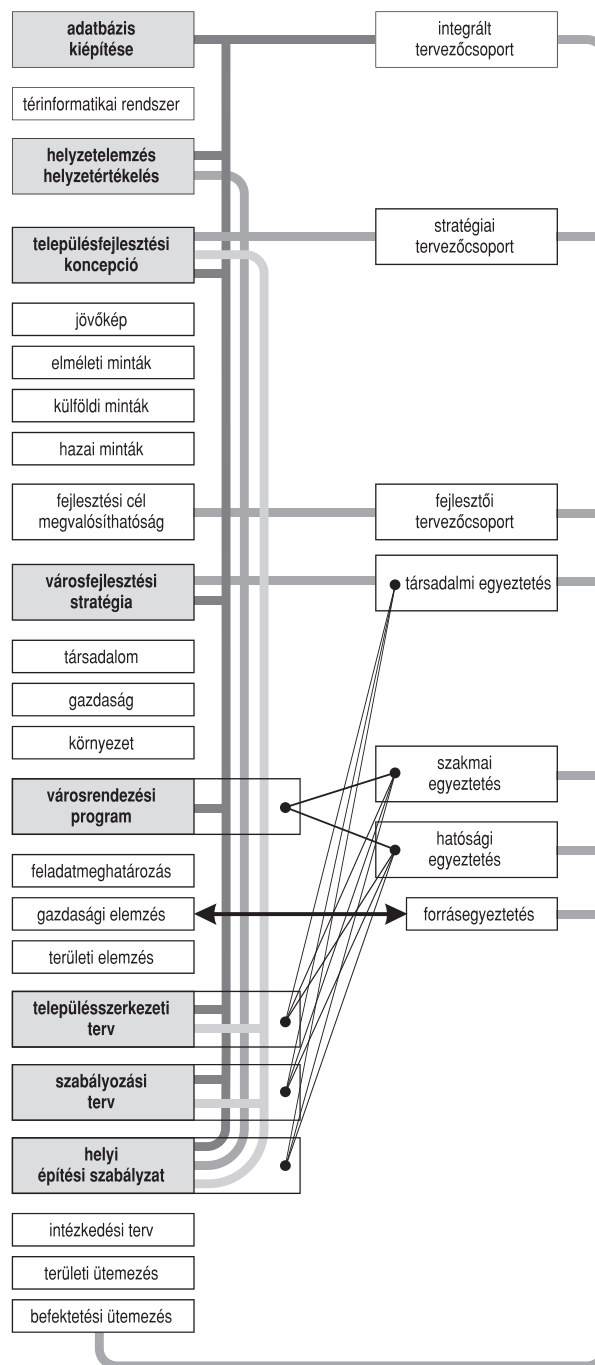 adatbázis
kiépítése
integrált
tervezőcsoport
térinformatikai rendszer
helyzetelemzés
helyzetértékelés
településfejlesztési
koncepció
stratégiai
tervezőcsoport
jövőkép
elméleti minták
külföldi minták
hazai minták
fejlesztési cél
megvalósíthatóság
fejlesztői
tervezőcsoport
városfejlesztési
stratégia
társadalmi egyeztetés
társadalom
gazdaság
környezet
városrendezési
program
szakmai
egyeztetés
hatósági
egyeztetés
feladatmeghatározás
gazdasági elemzés
forrásegyeztetés
területi elemzés
településszerkezeti
terv
szabályozási
terv
helyi
építési szabályzat
intézkedési terv
területi ütemezés
befektetési ütemezés